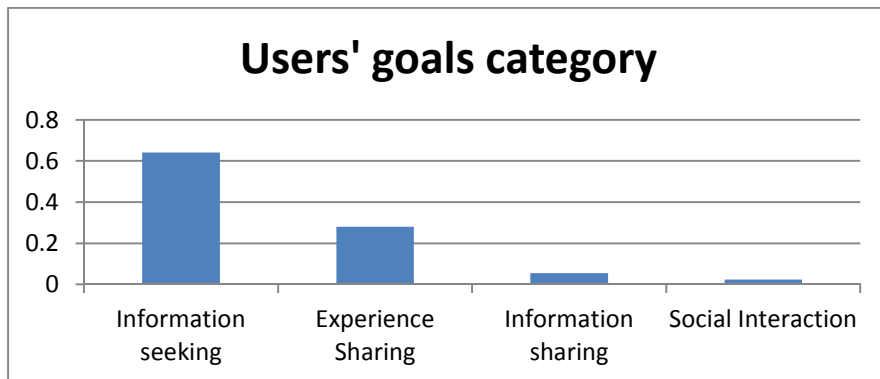 Users' goals category
0.8
0.6
0.4
0.2
0
Information
seeking
Experience
Sharing
Information
sharing
Social Interaction